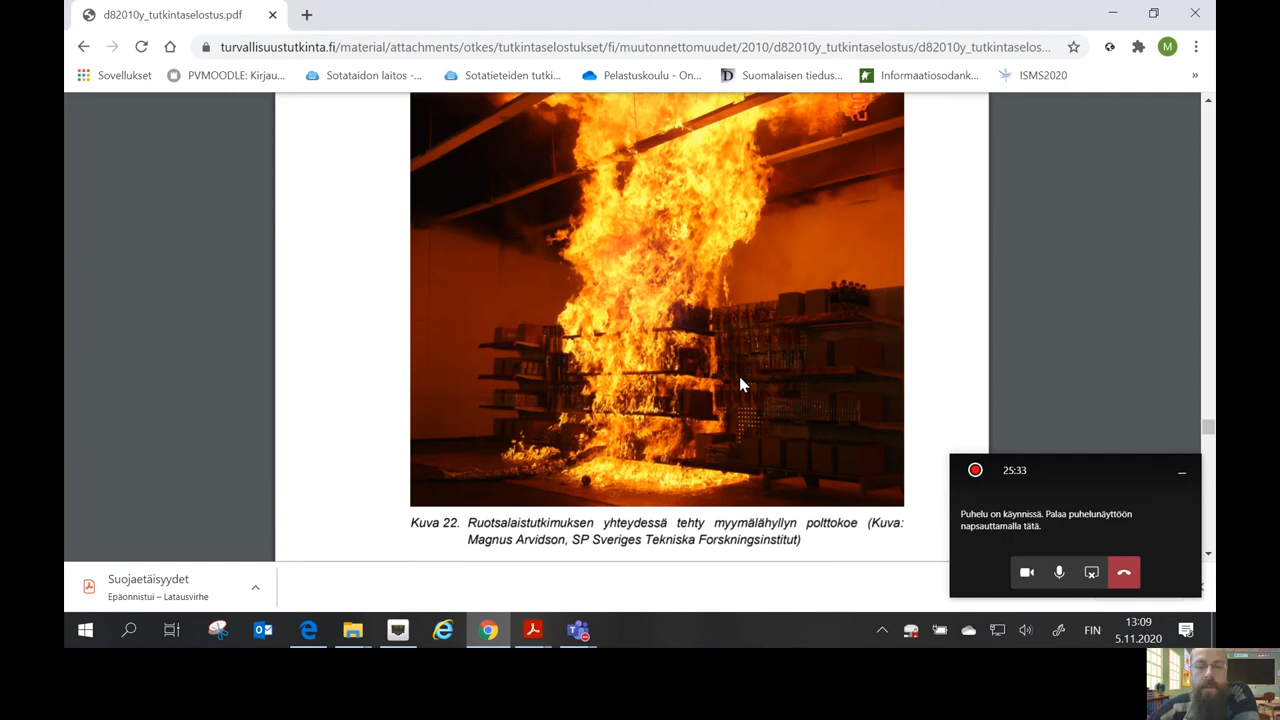 d82010y_tutkintaselostus.pdf
turvallisuustutkinta.fi/material/attachments/otkes/tutkintaselostukset/fi/muutonnettomuudet/2010/d82010y_tutkintaselostus/d82010y_tutkintaselos...
M
Sovellukset
PVMOODLE: Kirjau...
Sotataidon laitos -...
Sotatieteiden tutki...
Pelastuskoulu - On...
Suomalaisen tiedus...
Informaatiosodank...
ISMS2020
»
Kuva 22. Ruotsalaistutkimuksen yhteydessä tehty myymälähyllyn polttokoe (Kuva:
Magnus Arvidson, SP Sveriges Tekniska Forskningsinstitut)
25:33
Puhelu on käynnissä. Palaa puhelunäyttöön
napsauttamalla tätä.
Suojaetäisyydet
Epäonnistui – Latausvirhe
FIN
13:09
5.11.2020